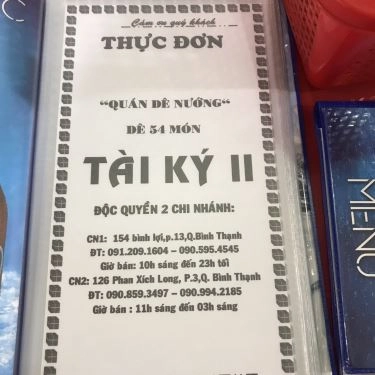 Cám ơn quý khách
THỰC ĐƠN
“QUÁN DÊ NƯỚNG“
DÊ 54 MÓN
TÀI KÝ II
ĐỘC QUYỀN 2 CHI NHÁNH:
CN1: 154 bình lợi,p.13,Q.Bình Thạnh
ĐT: 091.209.1604 – 090.595.4545
Giờ bán: 10h sáng đến 23h tối
CN2: 126 Phan Xích Long, P.3,Q. Bình Thạnh
ĐT: 090.859.3497 – 090.994.2185
Giờ bán : 11h sáng đến 03h sáng
MENU